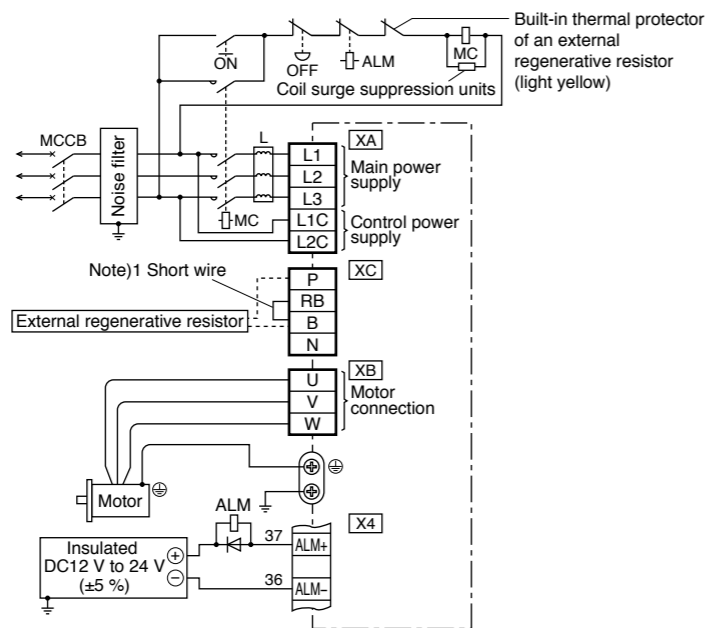 Built-in thermal protector
of an external
regenerative resistor
(light yellow)
ON
OFF
ALM
MC
Coil surge suppression units
MCCB
Noise filter
L
MC
XA
L1
L2
L3
L1C
L2C
Main power
supply
Control power
supply
Note)1 Short wire
External regenerative resistor
XC
P
RB
B
N
XB
U
V
W
Motor
connection
Motor
ALM
X4
Insulated
DC12 V to 24 V
(±5 %)
+
−
37
ALM+
36
ALM−